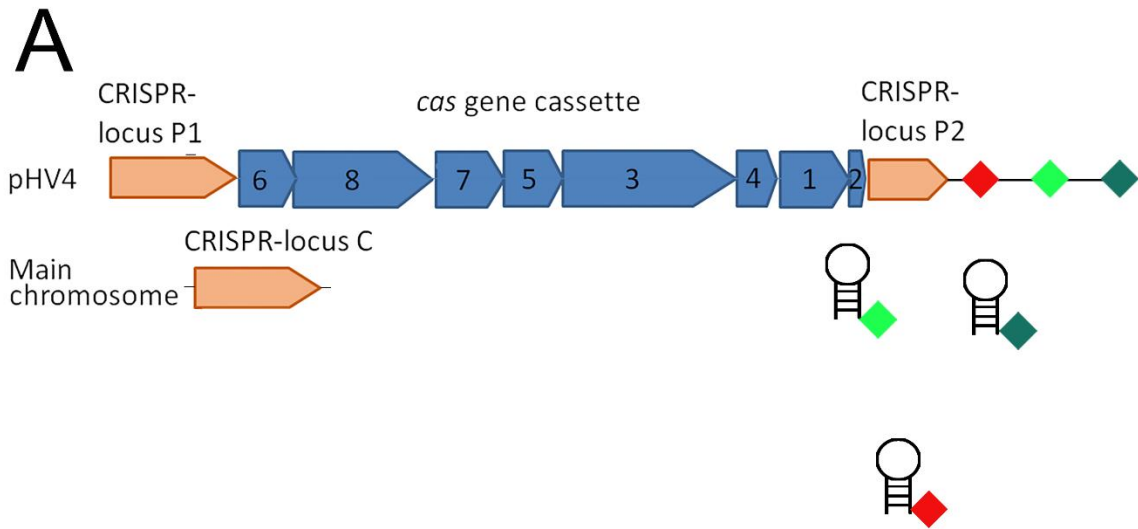 A
CRISPR-
locus P1
cas gene cassette
CRISPR-
locus P2
pHV4
6 8 7 5 3 4 1 2
CRISPR-locus C
Main
chromosome